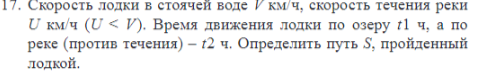 17. Скорость лодки в стоячей воде V км/ч, скорость течения реки
U км/ч (U < V). Время движения лодки по озеру t1 ч, а по
реке (против течения) – t2 ч. Определить путь S, пройденный
лодкой.